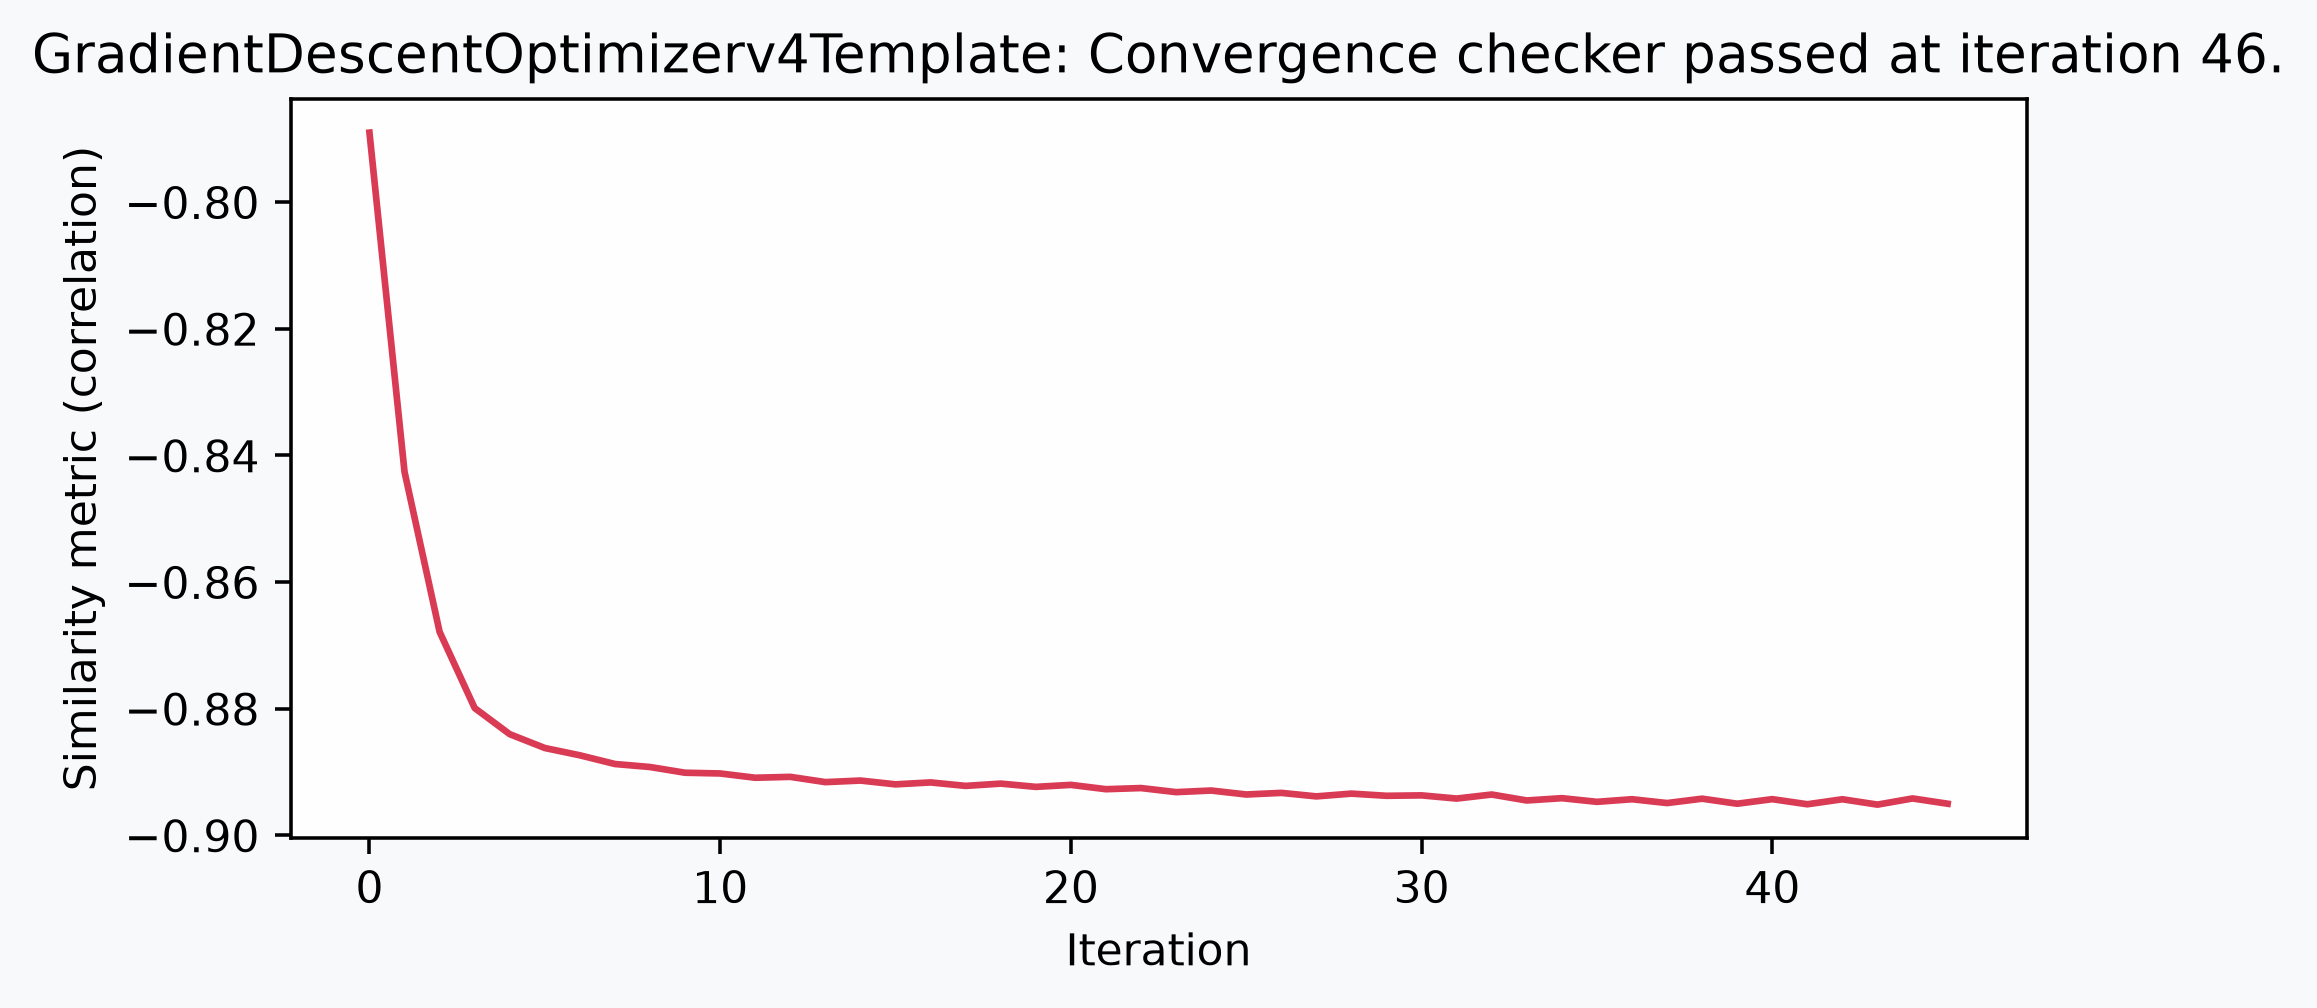 GradientDescentOptimizerv4Template: Convergence checker passed at iteration 46.
Similarity metric (correlation)
−0.80
−0.82
−0.84
−0.86
−0.88
−0.90
0 10 20 30 40
Iteration